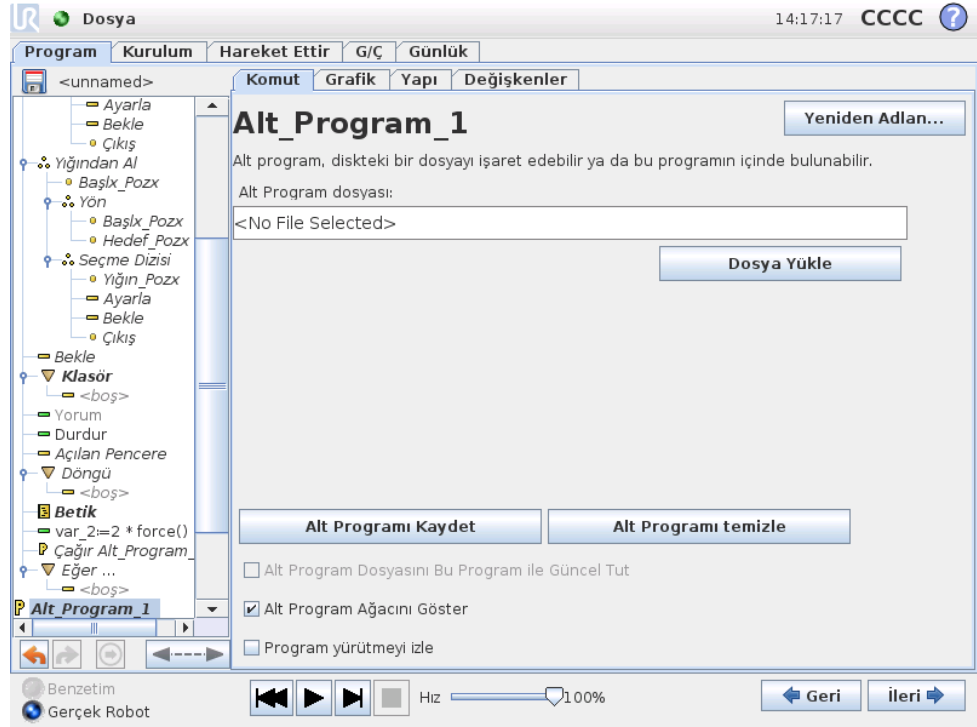 UR Dosya 14:17:17 CCCC ?
Program Kurulum Hareket Ettir G/Ç Günlük
<unnamed>
Komut Grafik Yapı Değişkenler
Ayarla
Bekle
Çıkış
Yığından Al
Başlx_Pozx
Yön
Başlx_Pozx
Hedef_Pozx
Seçme Dizisi
Yığın_Pozx
Ayarla
Bekle
Çıkış
Bekle
Klasör
<boş>
Yorum
Durdur
Açılan Pencere
Döngü
<boş>
Betik
var_2:=2 * force()
Çağır Alt_Program_
Eğer ...
<boş>
Alt_Program_1
Alt_Program_1
Yeniden Adlan...
Alt program, diskteki bir dosyayı işaret edebilir ya da bu programın içinde bulunabilir.
Alt Program dosyası:
<No File Selected>
Dosya Yükle
Alt Programı Kaydet Alt Programı temizle
Alt Program Dosyasını Bu Program ile Güncel Tut
Alt Program Ağacını Göster
Program yürütmeyi izle
Benzetim
Gerçek Robot
Hız 100%
Geri İleri